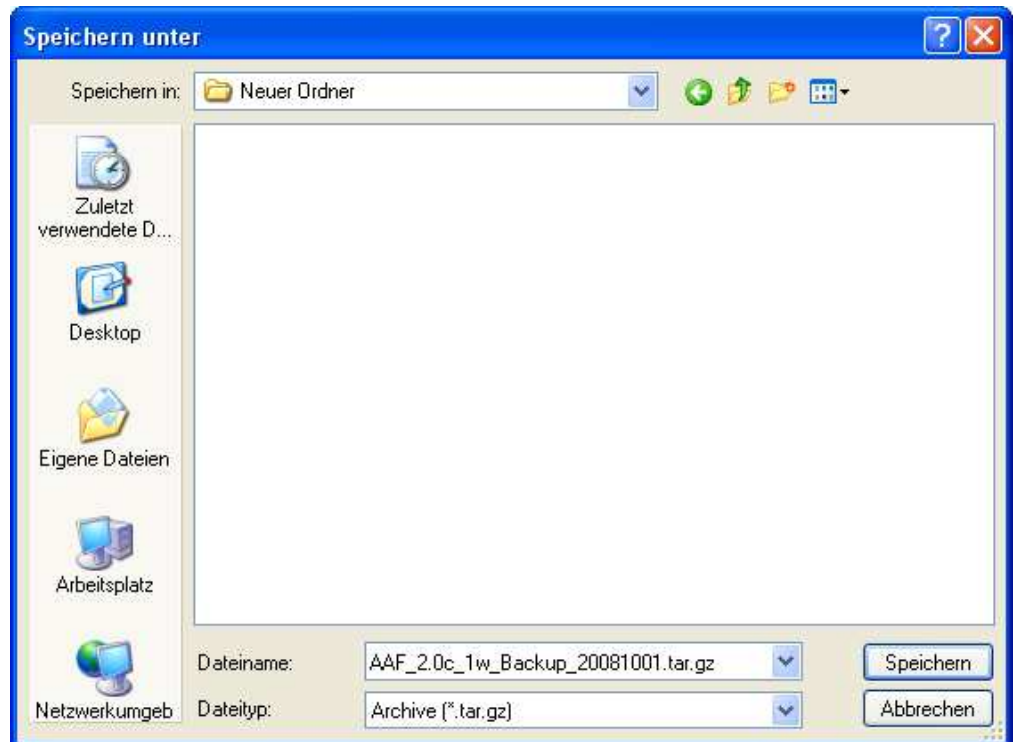 Speichern unter
Speichern in:
Neuer Ordner
Zuletzt
verwendete D...
Desktop
Eigene Dateien
Arbeitsplatz
Netzwerkumgeb
Dateiname:
AAF_2.0c_1w_Backup_20081001.tar.gz
Speichern
Dateityp:
Archive (*.tar.gz)
Abbrechen